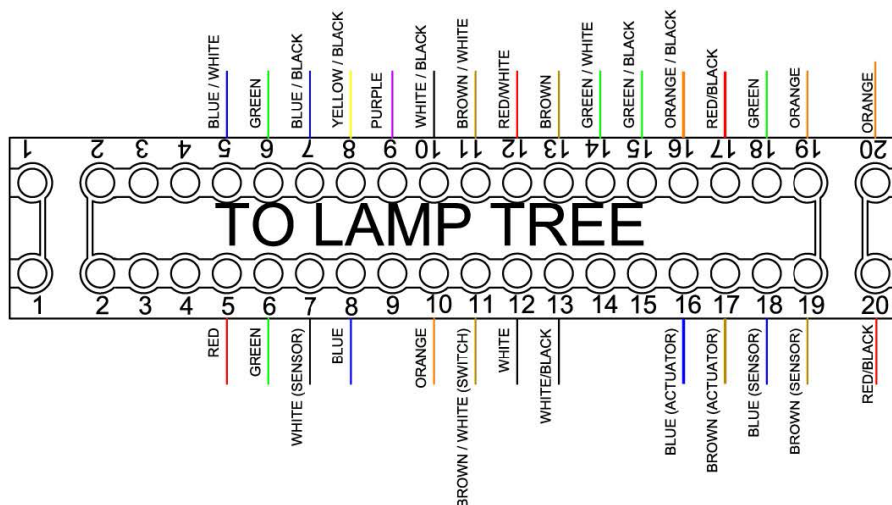 BLUE / WHITE
GREEN
BLUE / BLACK
YELLOW / BLACK
PURPLE
WHITE / BLACK
BROWN / WHITE
RED/WHITE
BROWN
GREEN / WHITE
GREEN / BLACK
ORANGE / BLACK
RED/BLACK
GREEN
ORANGE
ORANGE
1 2 3 4 5 6 7 8 9 10 11 12 13 14 15 16 17 18 19 20
TO LAMP TREE
1 2 3 4 5 6 7 8 9 10 11 12 13 14 15 16 17 18 19 20
RED
GREEN
WHITE (SENSOR)
BLUE
ORANGE
BROWN / WHITE (SWITCH)
WHITE
WHITE/BLACK
BLUE (ACTUATOR)
BROWN (ACTUATOR)
BLUE (SENSOR)
BROWN (SENSOR)
RED/BLACK